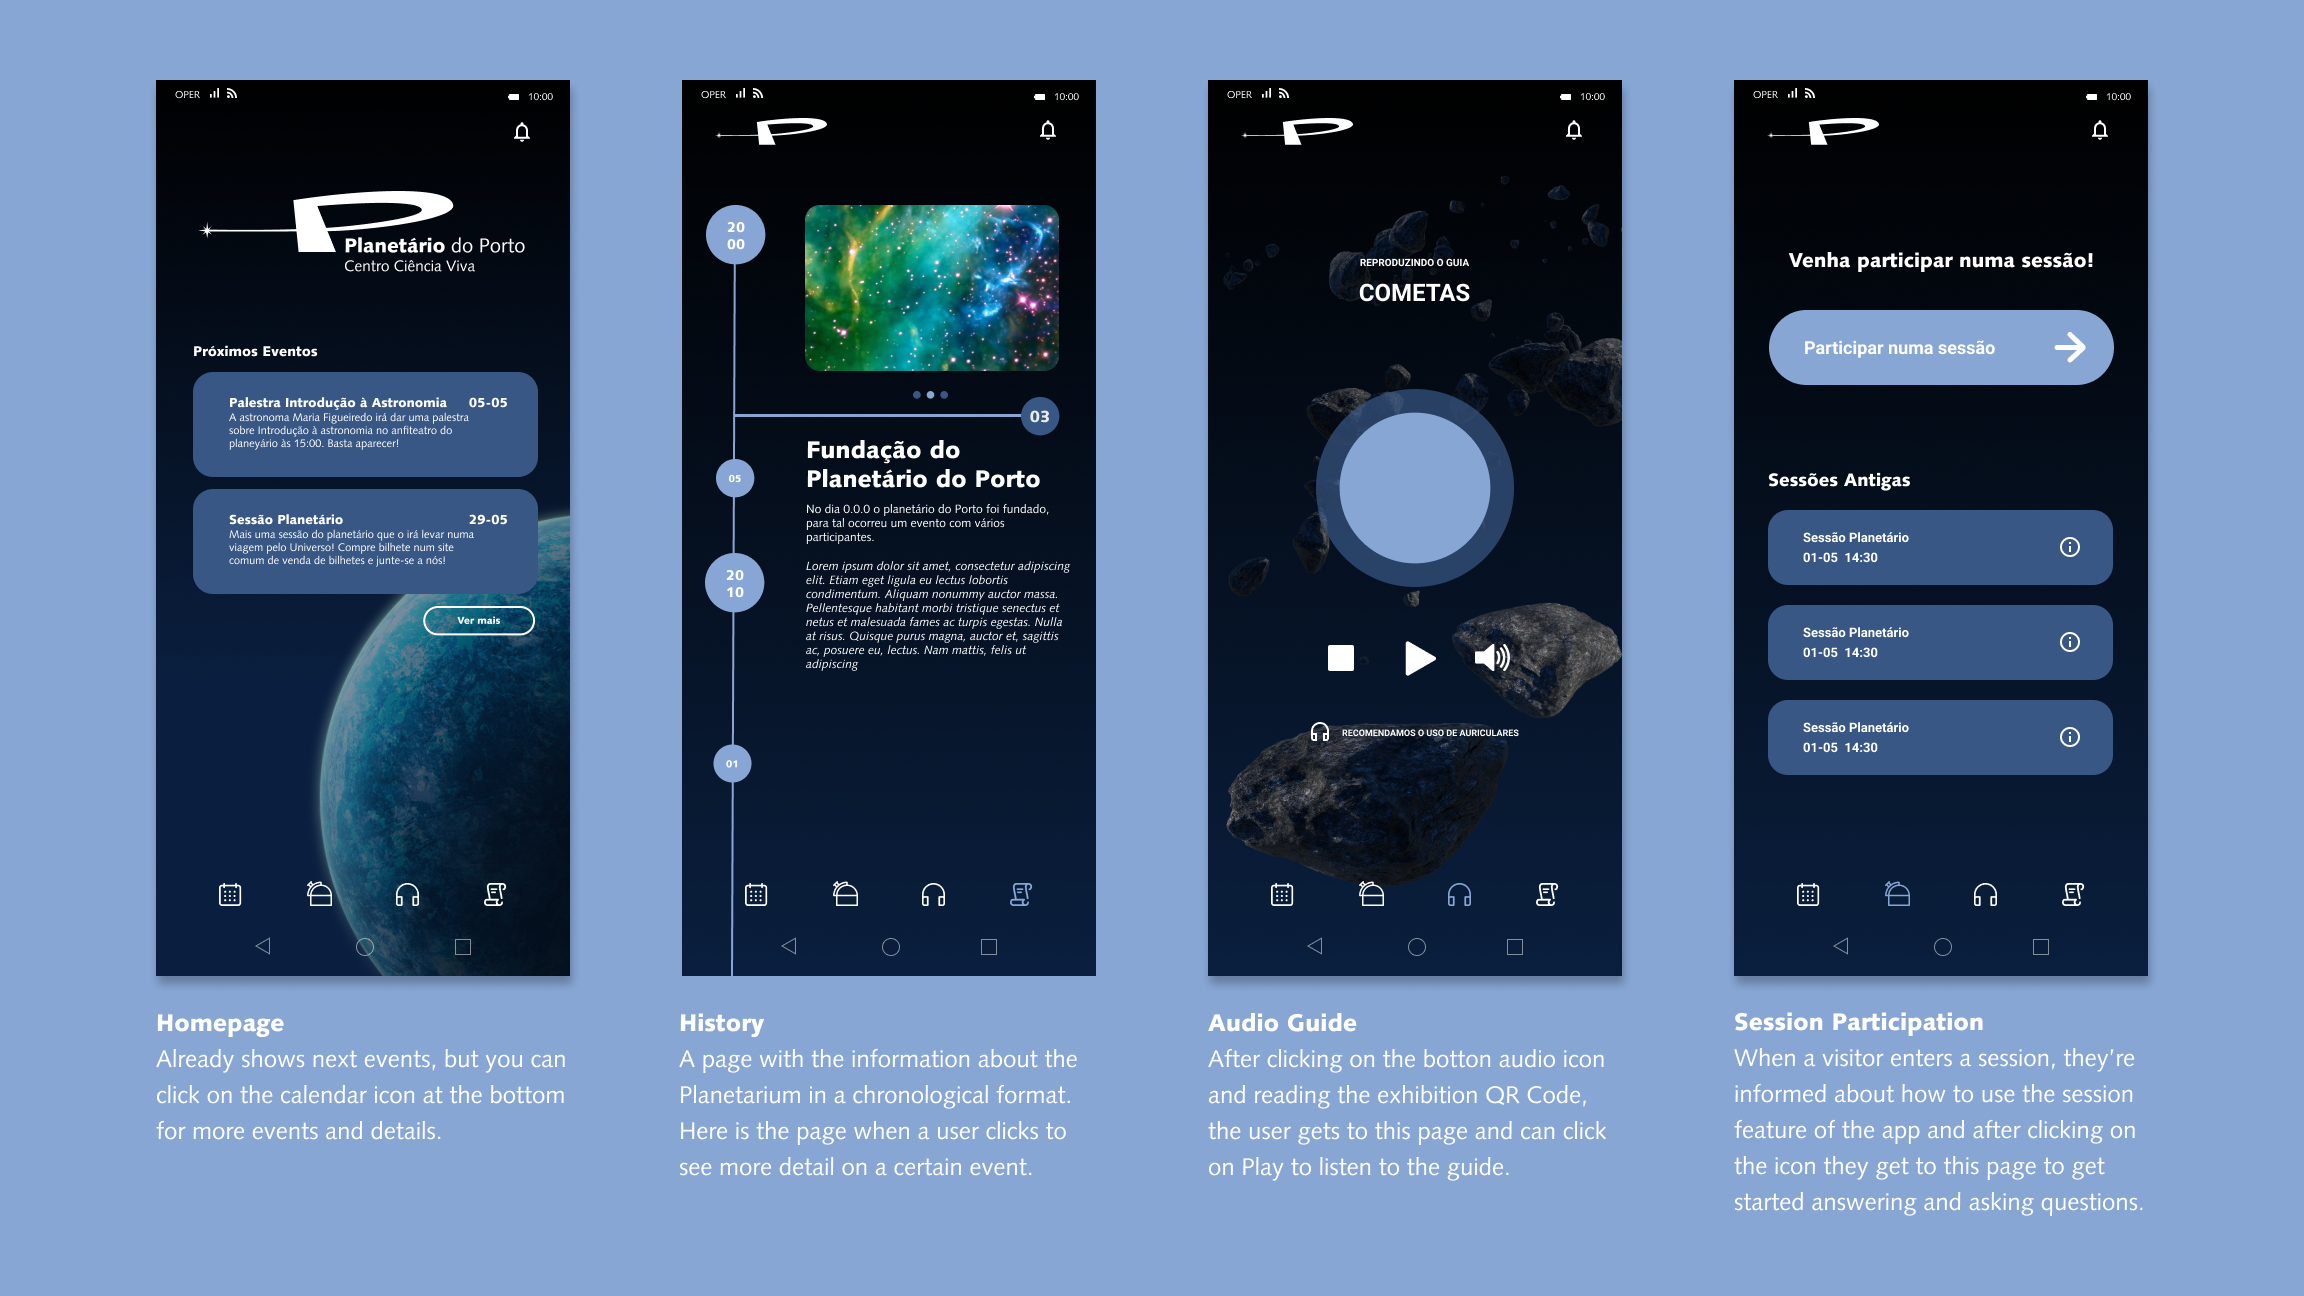 OPER
10:00
Planetário do Porto
Centro Ciência Viva
Próximos Eventos
Palestra Introdução à Astronomia 05-05
A astronoma Maria Figueiredo irá dar uma palestra
sobre Introdução à astronomia no anfiteatro do
planeyário às 15:00. Basta aparecer!
Sessão Planetário 29-05
Mais uma sessão do planetário que o irá levar numa
viagem pelo Universo! Compre bilhete num site
comum de venda de bilhetes e junte-se a nós!
Ver mais
Homepage
Already shows next events, but you can
click on the calendar icon at the bottom
for more events and details.
OPER
10:00
20
00
03
Fundação do
Planetário do Porto
05
No dia 0.0.0 o planetário do Porto foi fundado,
para tal ocorreu um evento com vários
participantes.
20
10
Lorem ipsum dolor sit amet, consectetur adipiscing
elit. Etiam eget ligula eu lectus lobortis
condimentum. Aliquam nonummy auctor massa.
Pellentesque habitant morbi tristique senectus et
netus et malesuada fames ac turpis egestas. Nulla
at risus. Quisque purus magna, auctor et, sagittis
ac, posuere eu, lectus. Nam mattis, felis ut
adipiscing
01
History
A page with the information about the
Planetarium in a chronological format.
Here is the page when a user clicks to
see more detail on a certain event.
OPER
10:00
REPRODUZINDO O GUIA
COMETAS
RECOMENDAMOS O USO DE AURICULARES
Audio Guide
After clicking on the botton audio icon
and reading the exhibition QR Code,
the user gets to this page and can click
on Play to listen to the guide.
OPER
10:00
Venha participar numa sessão!
Participar numa sessão
Sessões Antigas
Sessão Planetário
01-05 14:30
Sessão Planetário
01-05 14:30
Sessão Planetário
01-05 14:30
Session Participation
When a visitor enters a session, they're
informed about how to use the session
feature of the app and after clicking on
the icon they get to this page to get
started answering and asking questions.